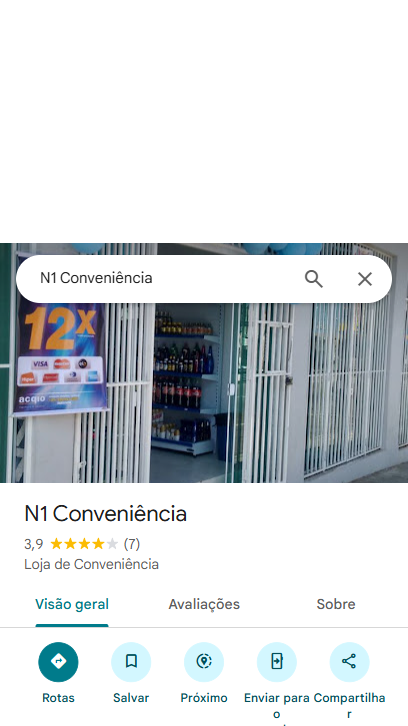 N1 Conveniência
12x
VISA
acqio
N1 Conveniência
3,9 (7)
Loja de Conveniência
Visão geral
Avaliações
Sobre
Rotas
Salvar
Próximo
Enviar para o
Compartilhar